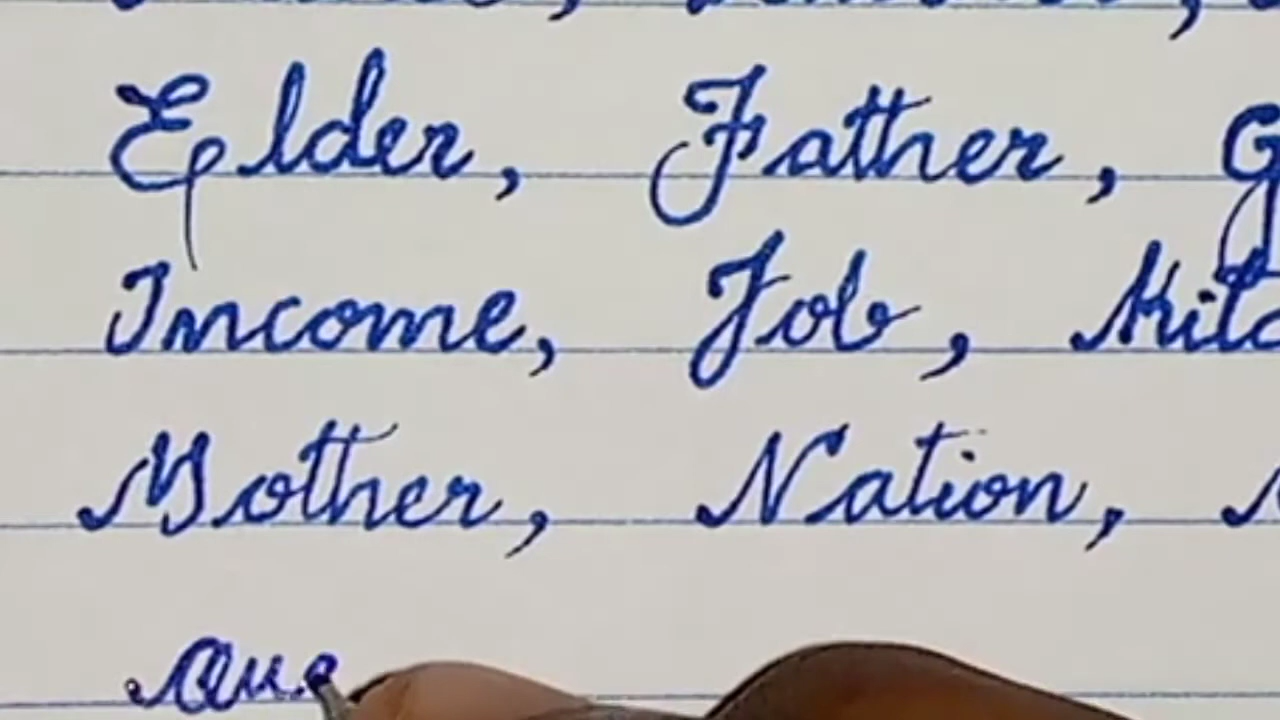 Elder, Father,
Income, Job,
Mother, Nation,